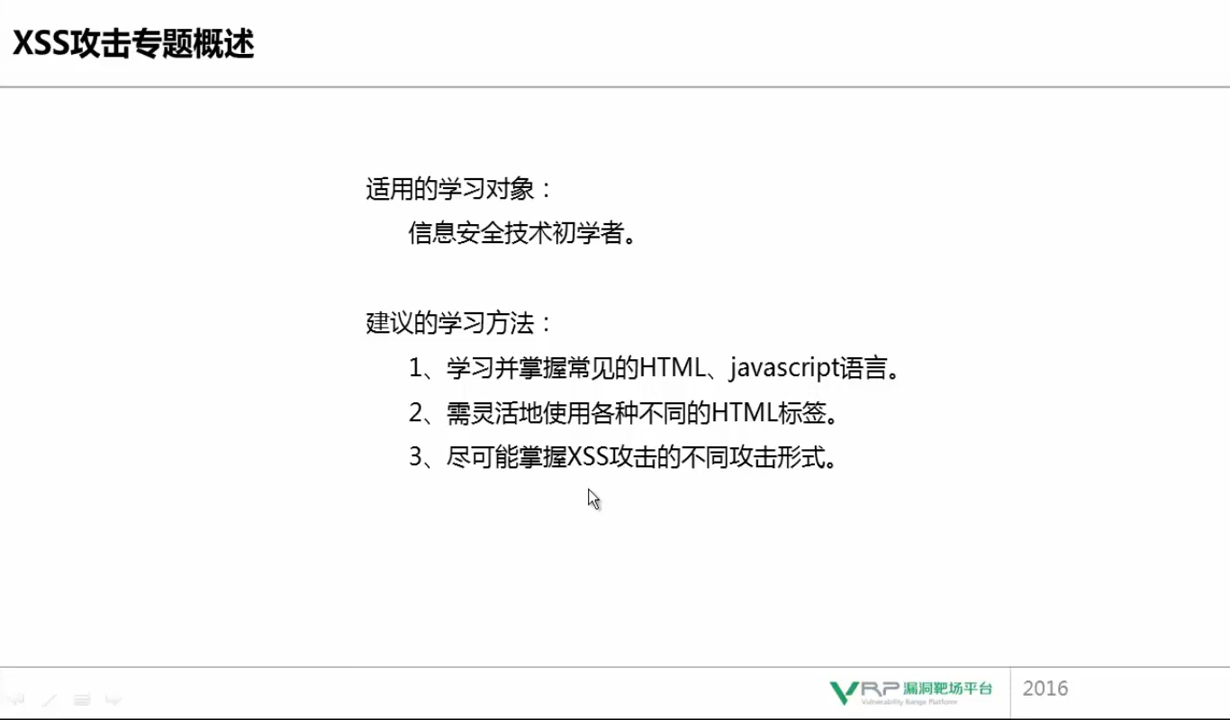 XSS攻击专题概述
适用的学习对象：
信息安全技术初学者。
建议的学习方法：
1、学习并掌握常见的HTML、javascript语言。
2、需灵活地使用各种不同的HTML标签。
3、尽可能掌握XSS攻击的不同攻击形式。
VRP 漏洞靶场平台
Vulnerability Range Platform
2016